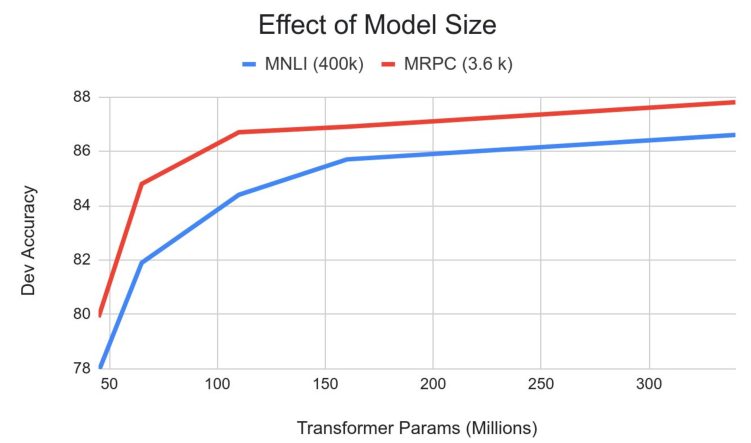 Effect of Model Size
MNLI (400k) MRPC (3.6 k)
88
86
84
82
80
78
Dev Accuracy
50 100 150 200 250 300
Transformer Params (Millions)